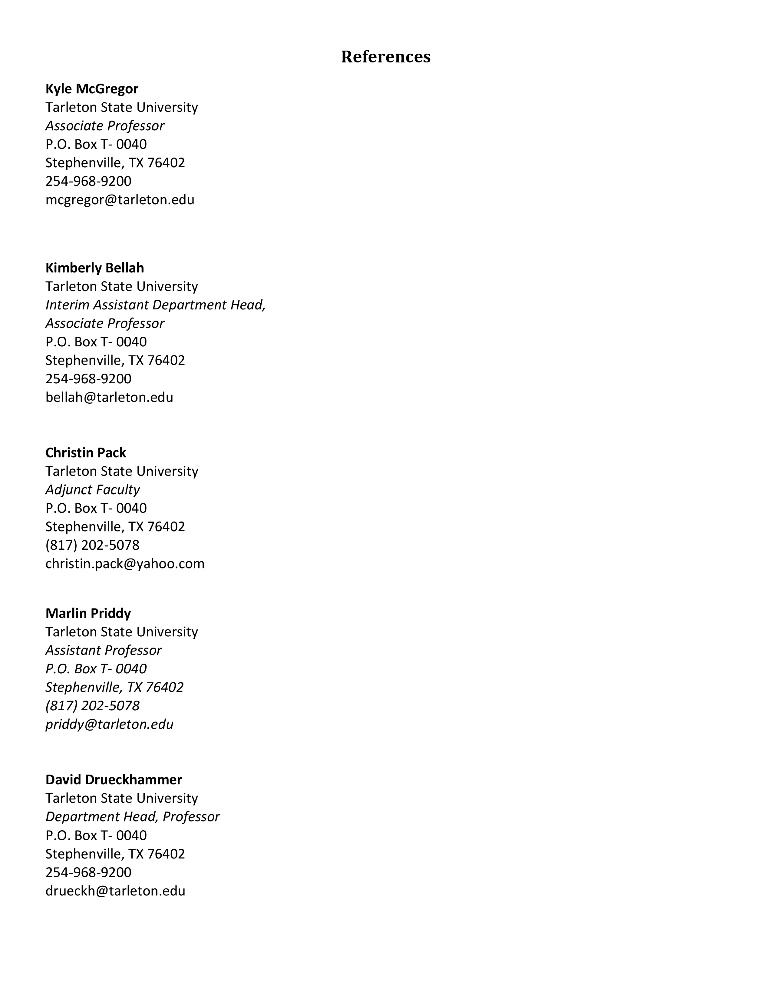 References
Kyle McGregor
Tarleton State University
Associate Professor
P.O. Box T- 0040
Stephenville, TX 76402
254-968-9200
mcgregor@tarleton.edu
Kimberly Bellah
Tarleton State University
Interim Assistant Department Head,
Associate Professor
P.O. Box T- 0040
Stephenville, TX 76402
254-968-9200
bellah@tarleton.edu
Christin Pack
Tarleton State University
Adjunct Faculty
P.O. Box T- 0040
Stephenville, TX 76402
(817) 202-5078
christin.pack@yahoo.com
Marlin Priddy
Tarleton State University
Assistant Professor
P.O. Box T- 0040
Stephenville, TX 76402
(817) 202-5078
priddy@tarleton.edu
David Drueckhammer
Tarleton State University
Department Head, Professor
P.O. Box T- 0040
Stephenville, TX 76402
254-968-9200
drueckh@tarleton.edu